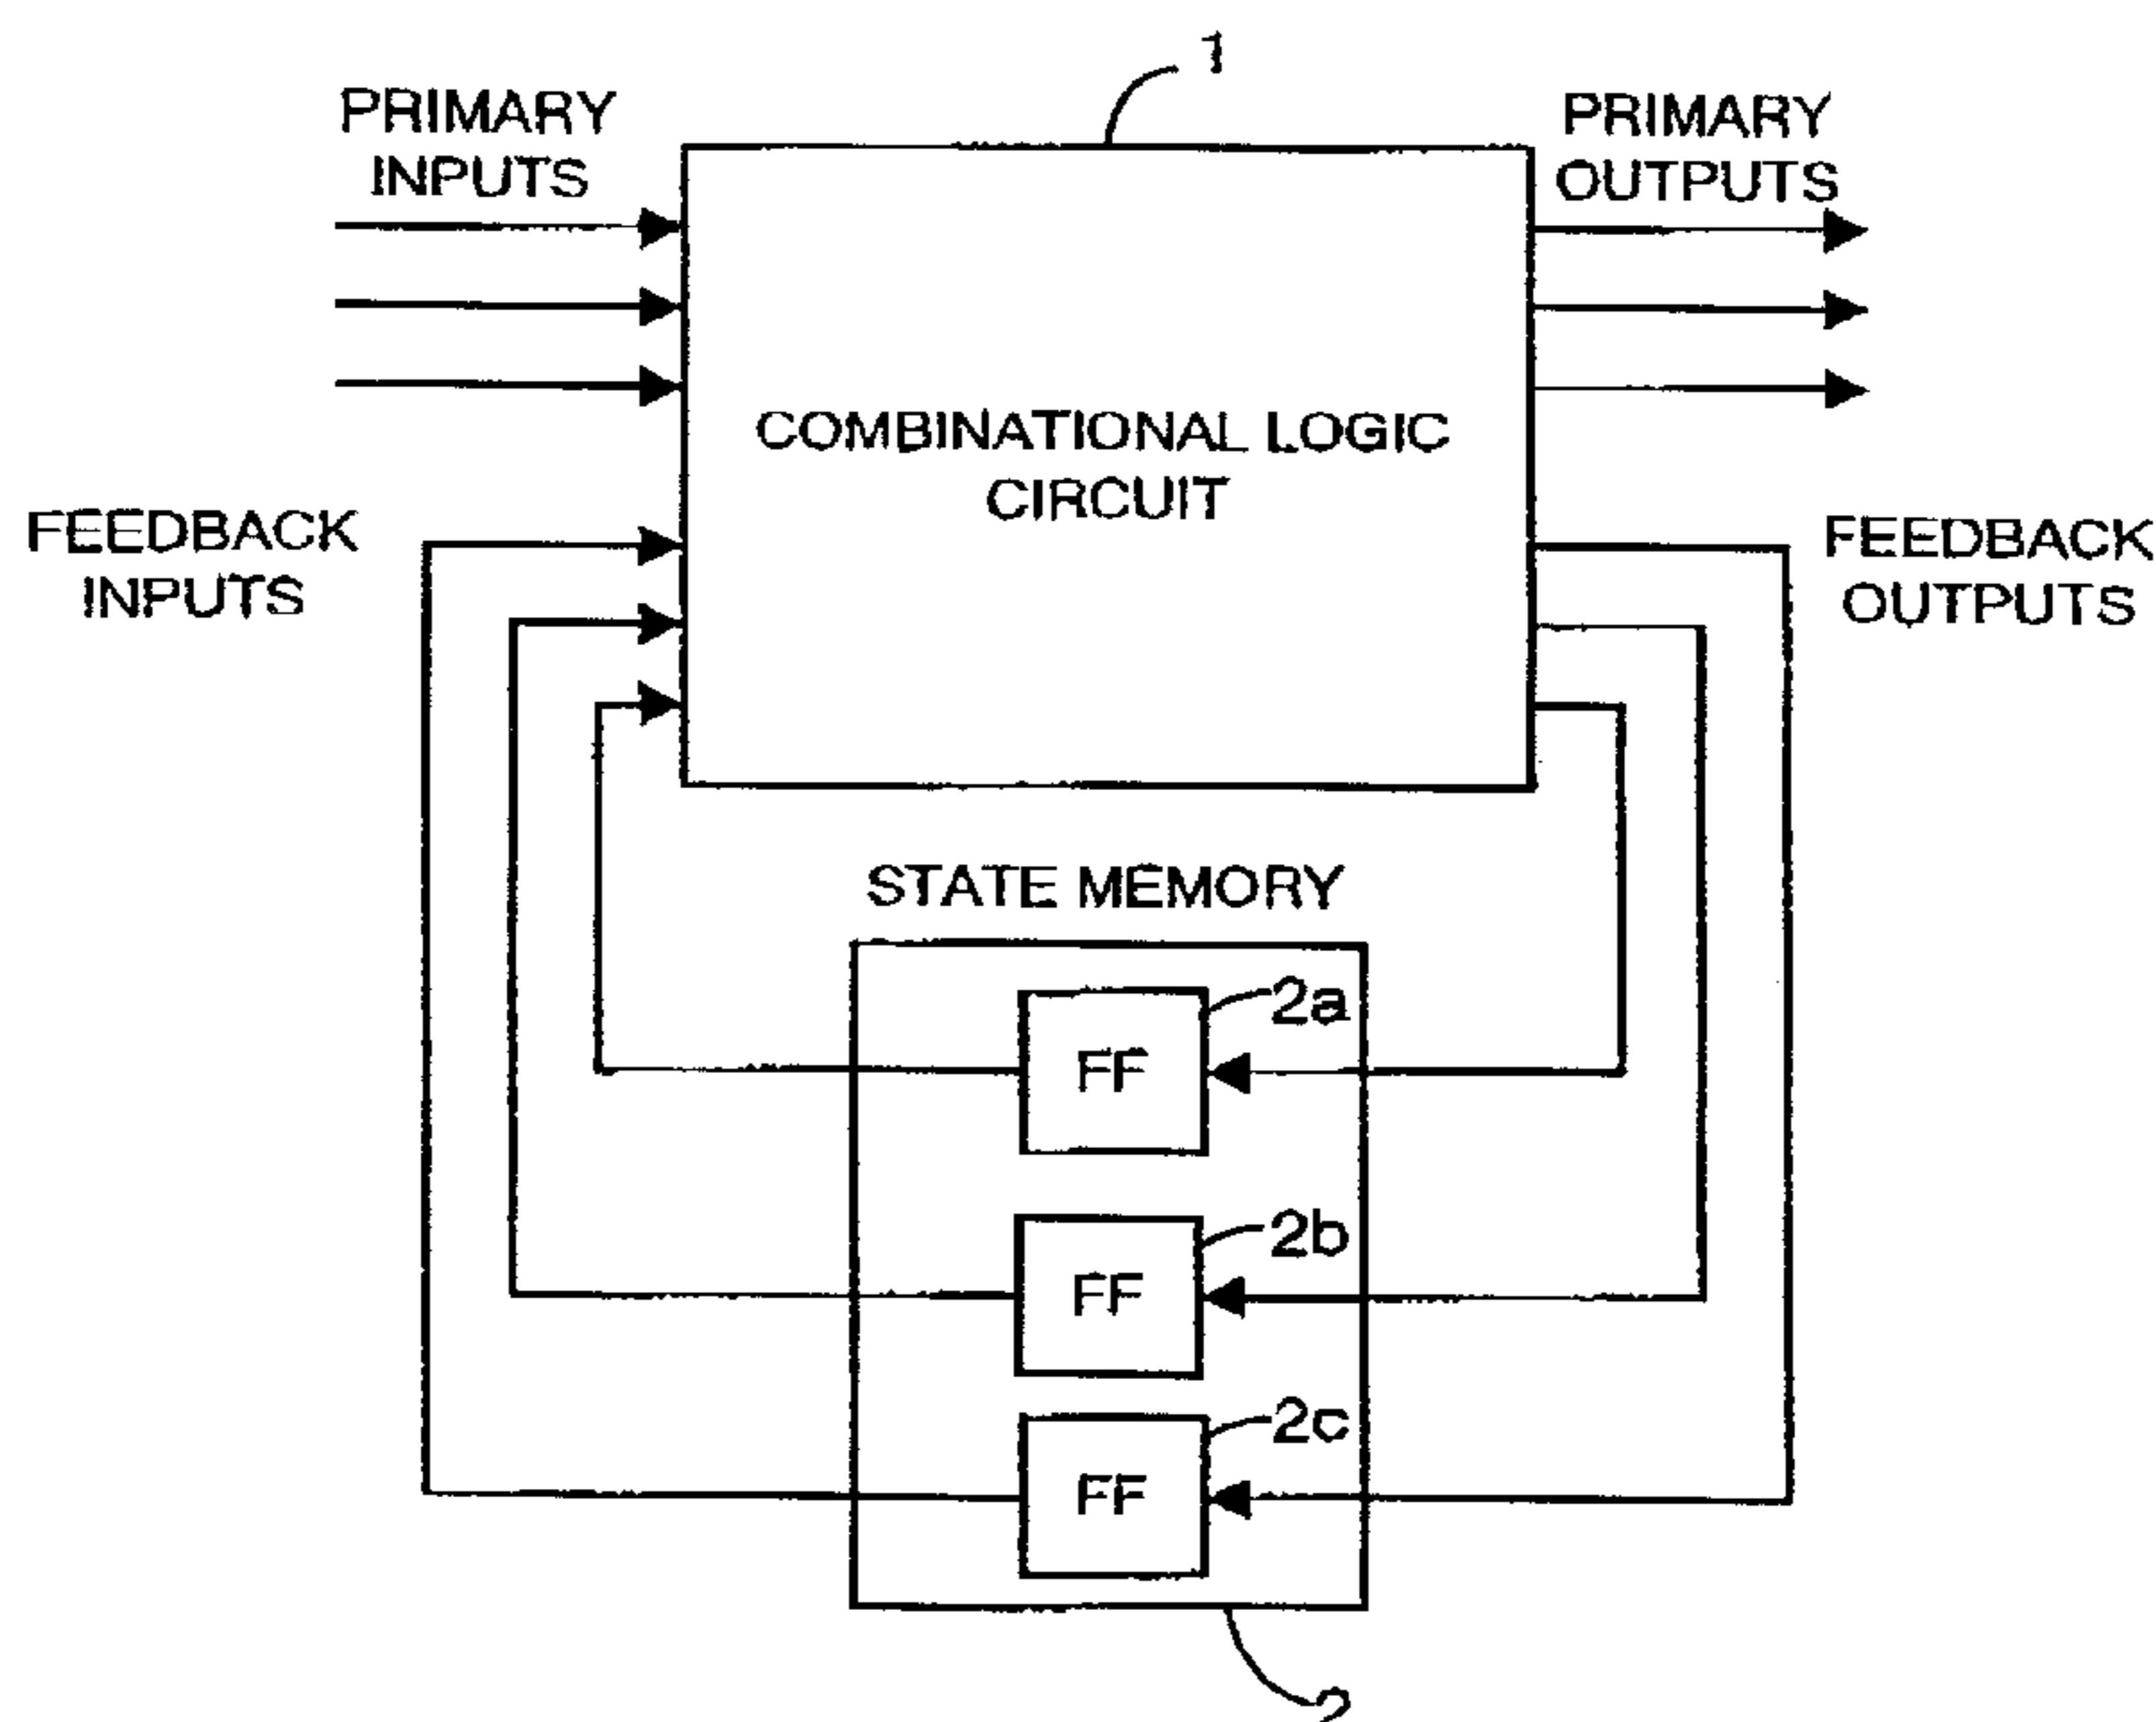 1
PRIMARY
INPUTS
PRIMARY
OUTPUTS
COMBINATIONAL LOGIC
CIRCUIT
FEEDBACK
INPUTS
FEEDBACK
OUTPUTS
STATE MEMORY
2a
FF
2b
FF
2c
FF
2